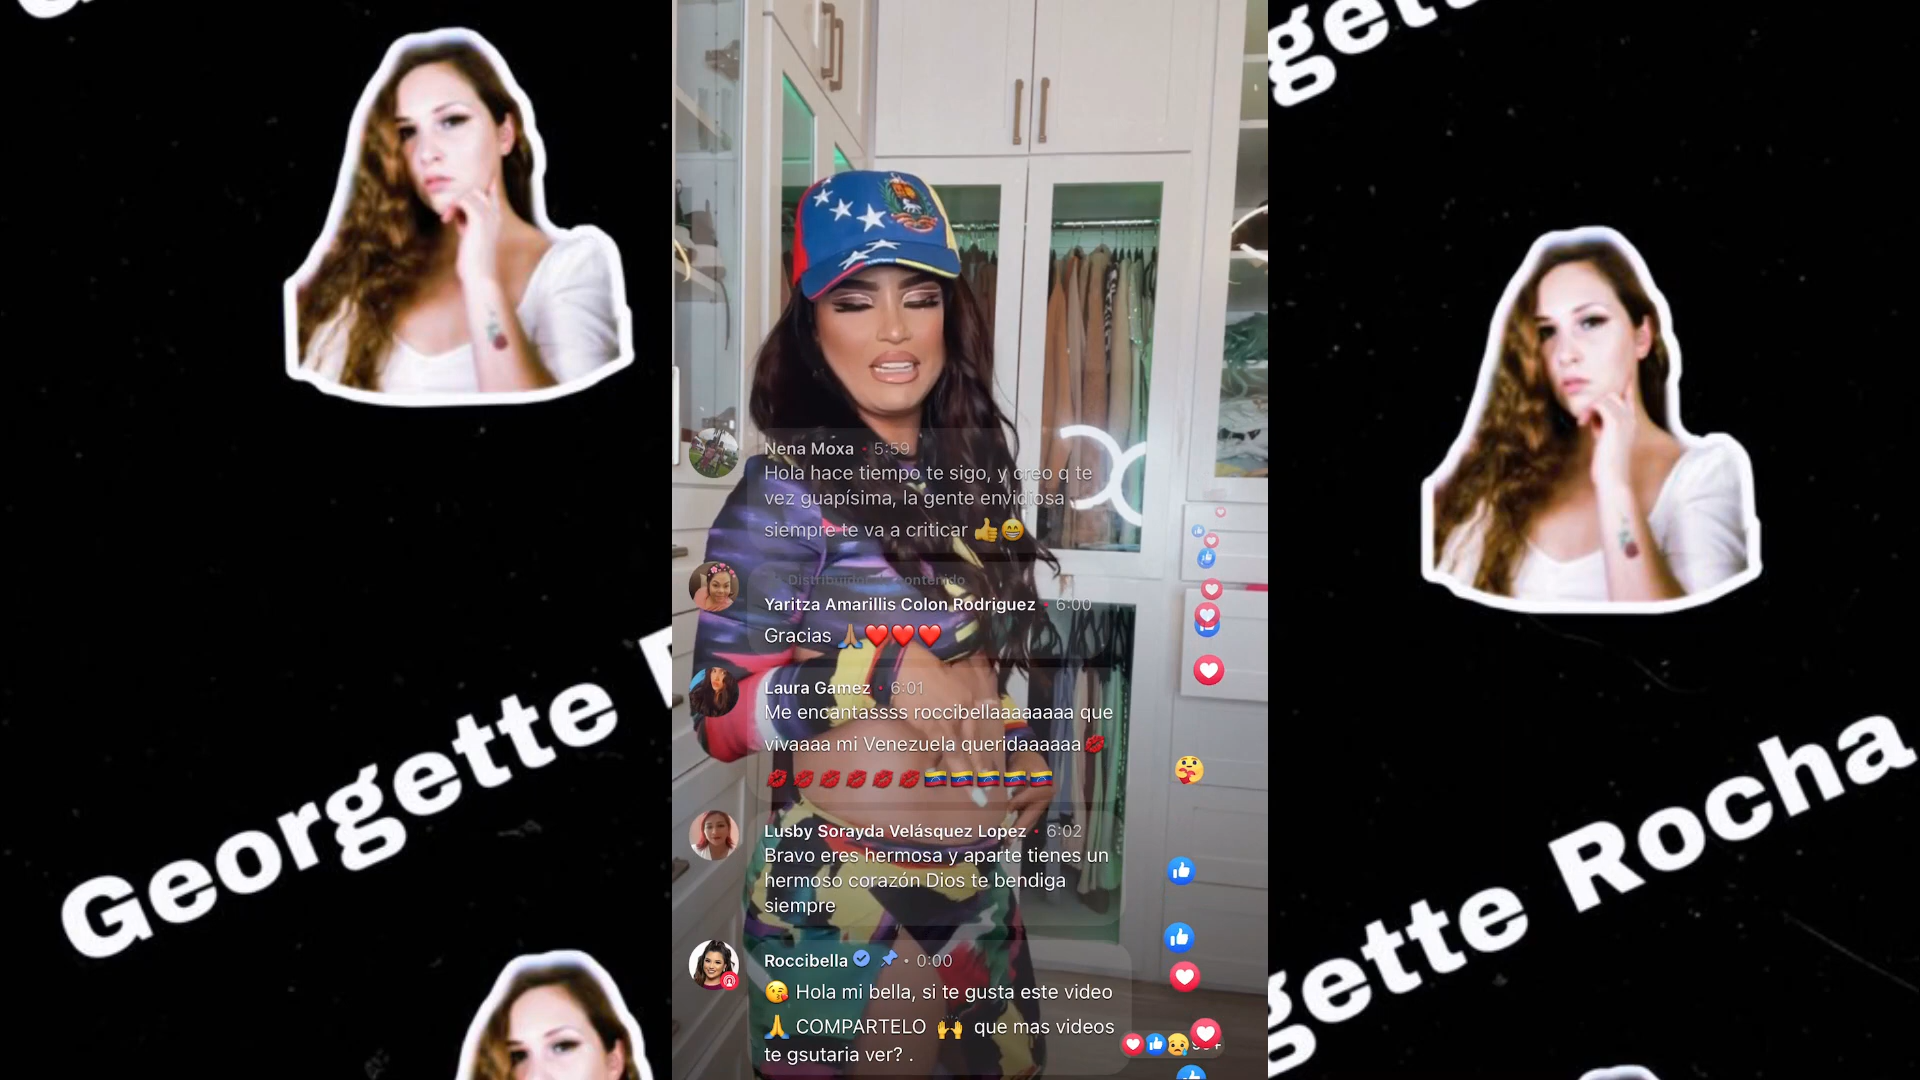 Georgette
Nena Moxa • 5:59
Hola hace tiempo te sigo, y creo q te
vez guapísima, la gente envidiosa
siempre te va a criticar 👍😁
Yaritza Amarillis Colon Rodriguez • 6:00
Gracias 🙏🏽❤️❤️❤️
Laura Gamez • 6:01
Me encantassss roccibellaaaaaaaa que
vivaaaa mi Venezuela queridaaaaaa💋
💋💋💋💋💋💋🇻🇪🇻🇪🇻🇪🇻🇪🇻🇪
Lusby Sorayda Velásquez Lopez • 6:02
Bravo eres hermosa y aparte tienes un
hermoso corazón Dios te bendiga
siempre
Roccibella • 0:00
😘 Hola mi bella, si te gusta este video
🙏 COMPARTELO 🙌 que mas videos
te gsutaria ver? .
gette
gette Rocha